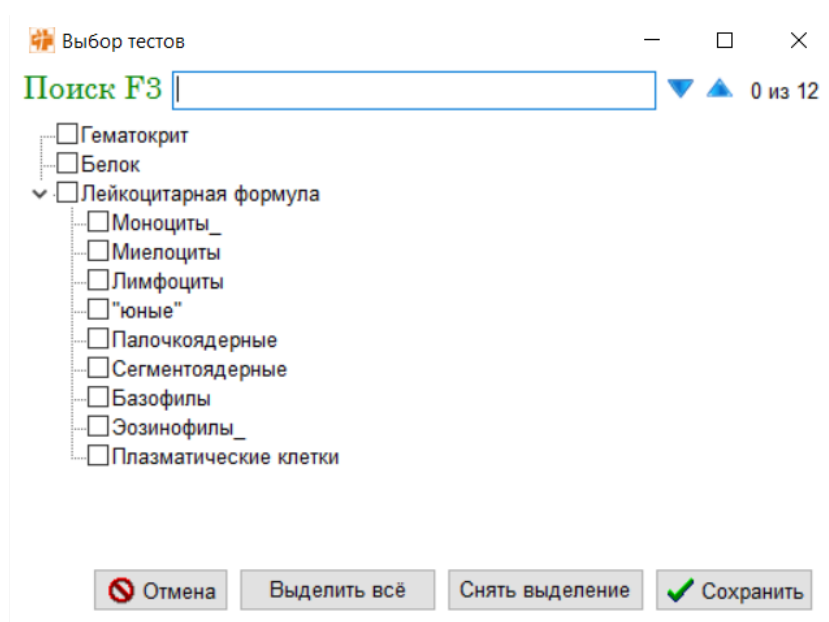 Выбор тестов
Поиск F3 0 из 12
Гематокрит
Белок
Лейкоцитарная формула
Моноциты_
Миелоциты
Лимфоциты
"юные"
Палочкоядерные
Сегментоядерные
Базофилы
Эозинофилы_
Плазматические клетки
Отмена Выделить всё Снять выделение Сохранить